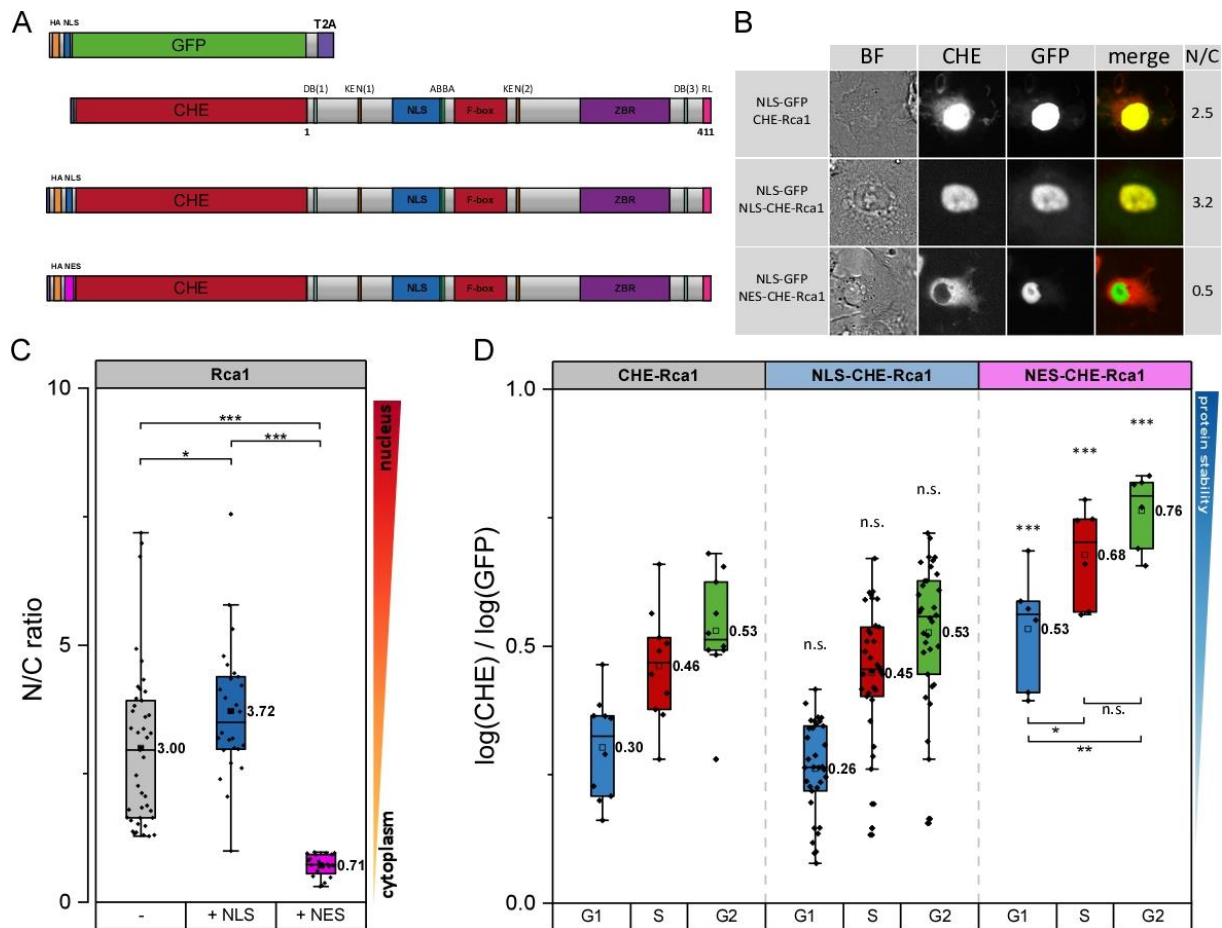 A
HA NLS
T2A
GFP
DB(1) KEN(1) ABBA KEN(2) DB(3) RL
CHE NLS F-box ZBR
1 411
HA NLS
CHE NLS F-box ZBR
HA NES
CHE NLS F-box ZBR
B
BF CHE GFP merge N/C
NLS-GFP
CHE-Rca1
2.5
NLS-GFP
NLS-CHE-Rca1
3.2
NLS-GFP
NES-CHE-Rca1
0.5
C
Rca1
10
5
0
N/C ratio
***
***
*
3.00
3.72
0.71
nucleus
cytoplasm
- + NLS + NES
D
CHE-Rca1 NLS-CHE-Rca1 NES-CHE-Rca1
1.0
0.5
0.0
log(CHE) / log(GFP)
0.30
0.46
0.53
n.s.
n.s.
n.s.
0.26
0.45
0.53
***
***
***
0.53
0.68
0.76
n.s.
*
**
protein stability
G1 S G2 G1 S G2 G1 S G2